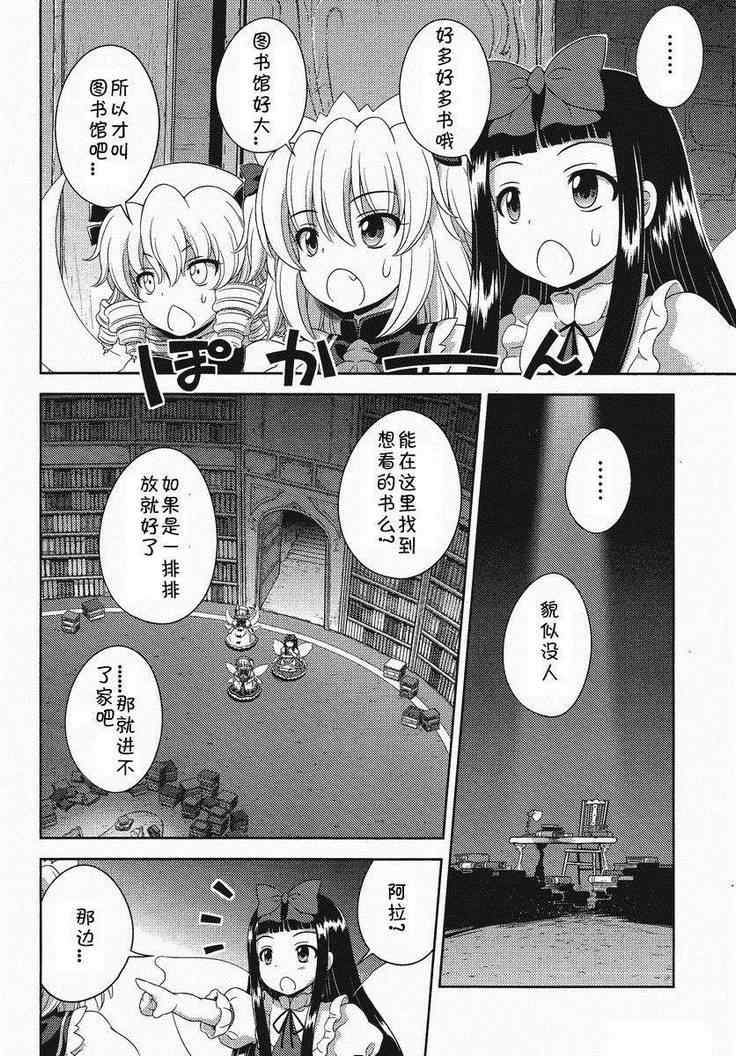 ……
好多好多书哦
图书馆好大…
所以才叫
图书馆吧…
ぽかーん
……
貌似没人
能在这里找到
想看的书么?
如果是一排排
放就好了
……那就进不
了家吧
阿拉?
那边…